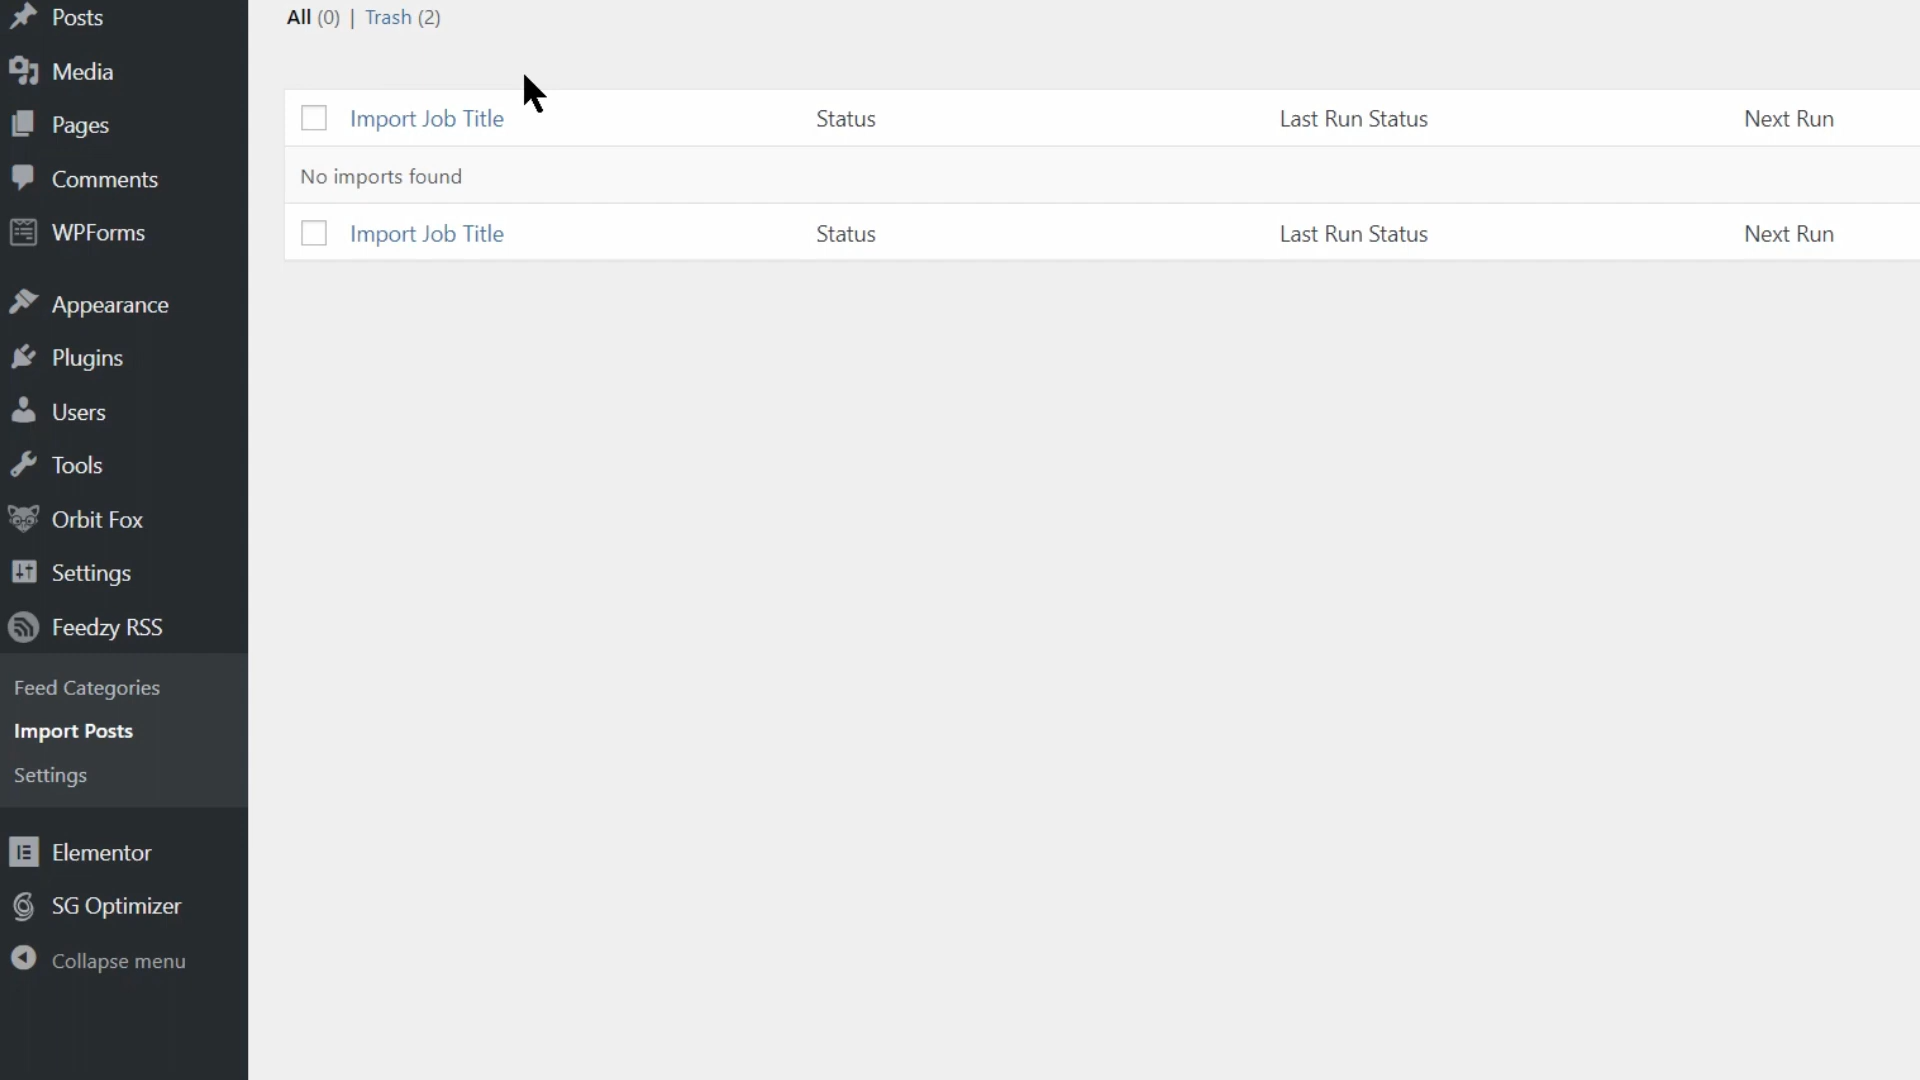 Posts
Media
Pages
Comments
WPForms
Appearance
Plugins
Users
Tools
Orbit Fox
Settings
Feedzy RSS
Feed Categories
Import Posts
Settings
Elementor
SG Optimizer
Collapse menu
All (0) | Trash (2)
Import Job Title Status Last Run Status Next Run
No imports found
Import Job Title Status Last Run Status Next Run